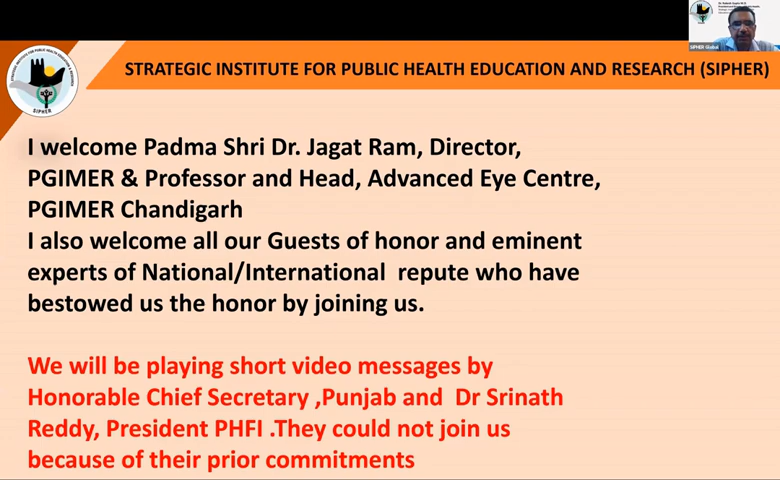 STRATEGIC INSTITUTE FOR PUBLIC HEALTH EDUCATION AND RESEARCH (SIPHER)
SIPHER
SIPHER Global
I welcome Padma Shri Dr. Jagat Ram, Director,
PGIMER & Professor and Head, Advanced Eye Centre,
PGIMER Chandigarh
I also welcome all our Guests of honor and eminent
experts of National/International repute who have
bestowed us the honor by joining us.
We will be playing short video messages by
Honorable Chief Secretary ,Punjab and Dr Srinath
Reddy, President PHFI .They could not join us
because of their prior commitments